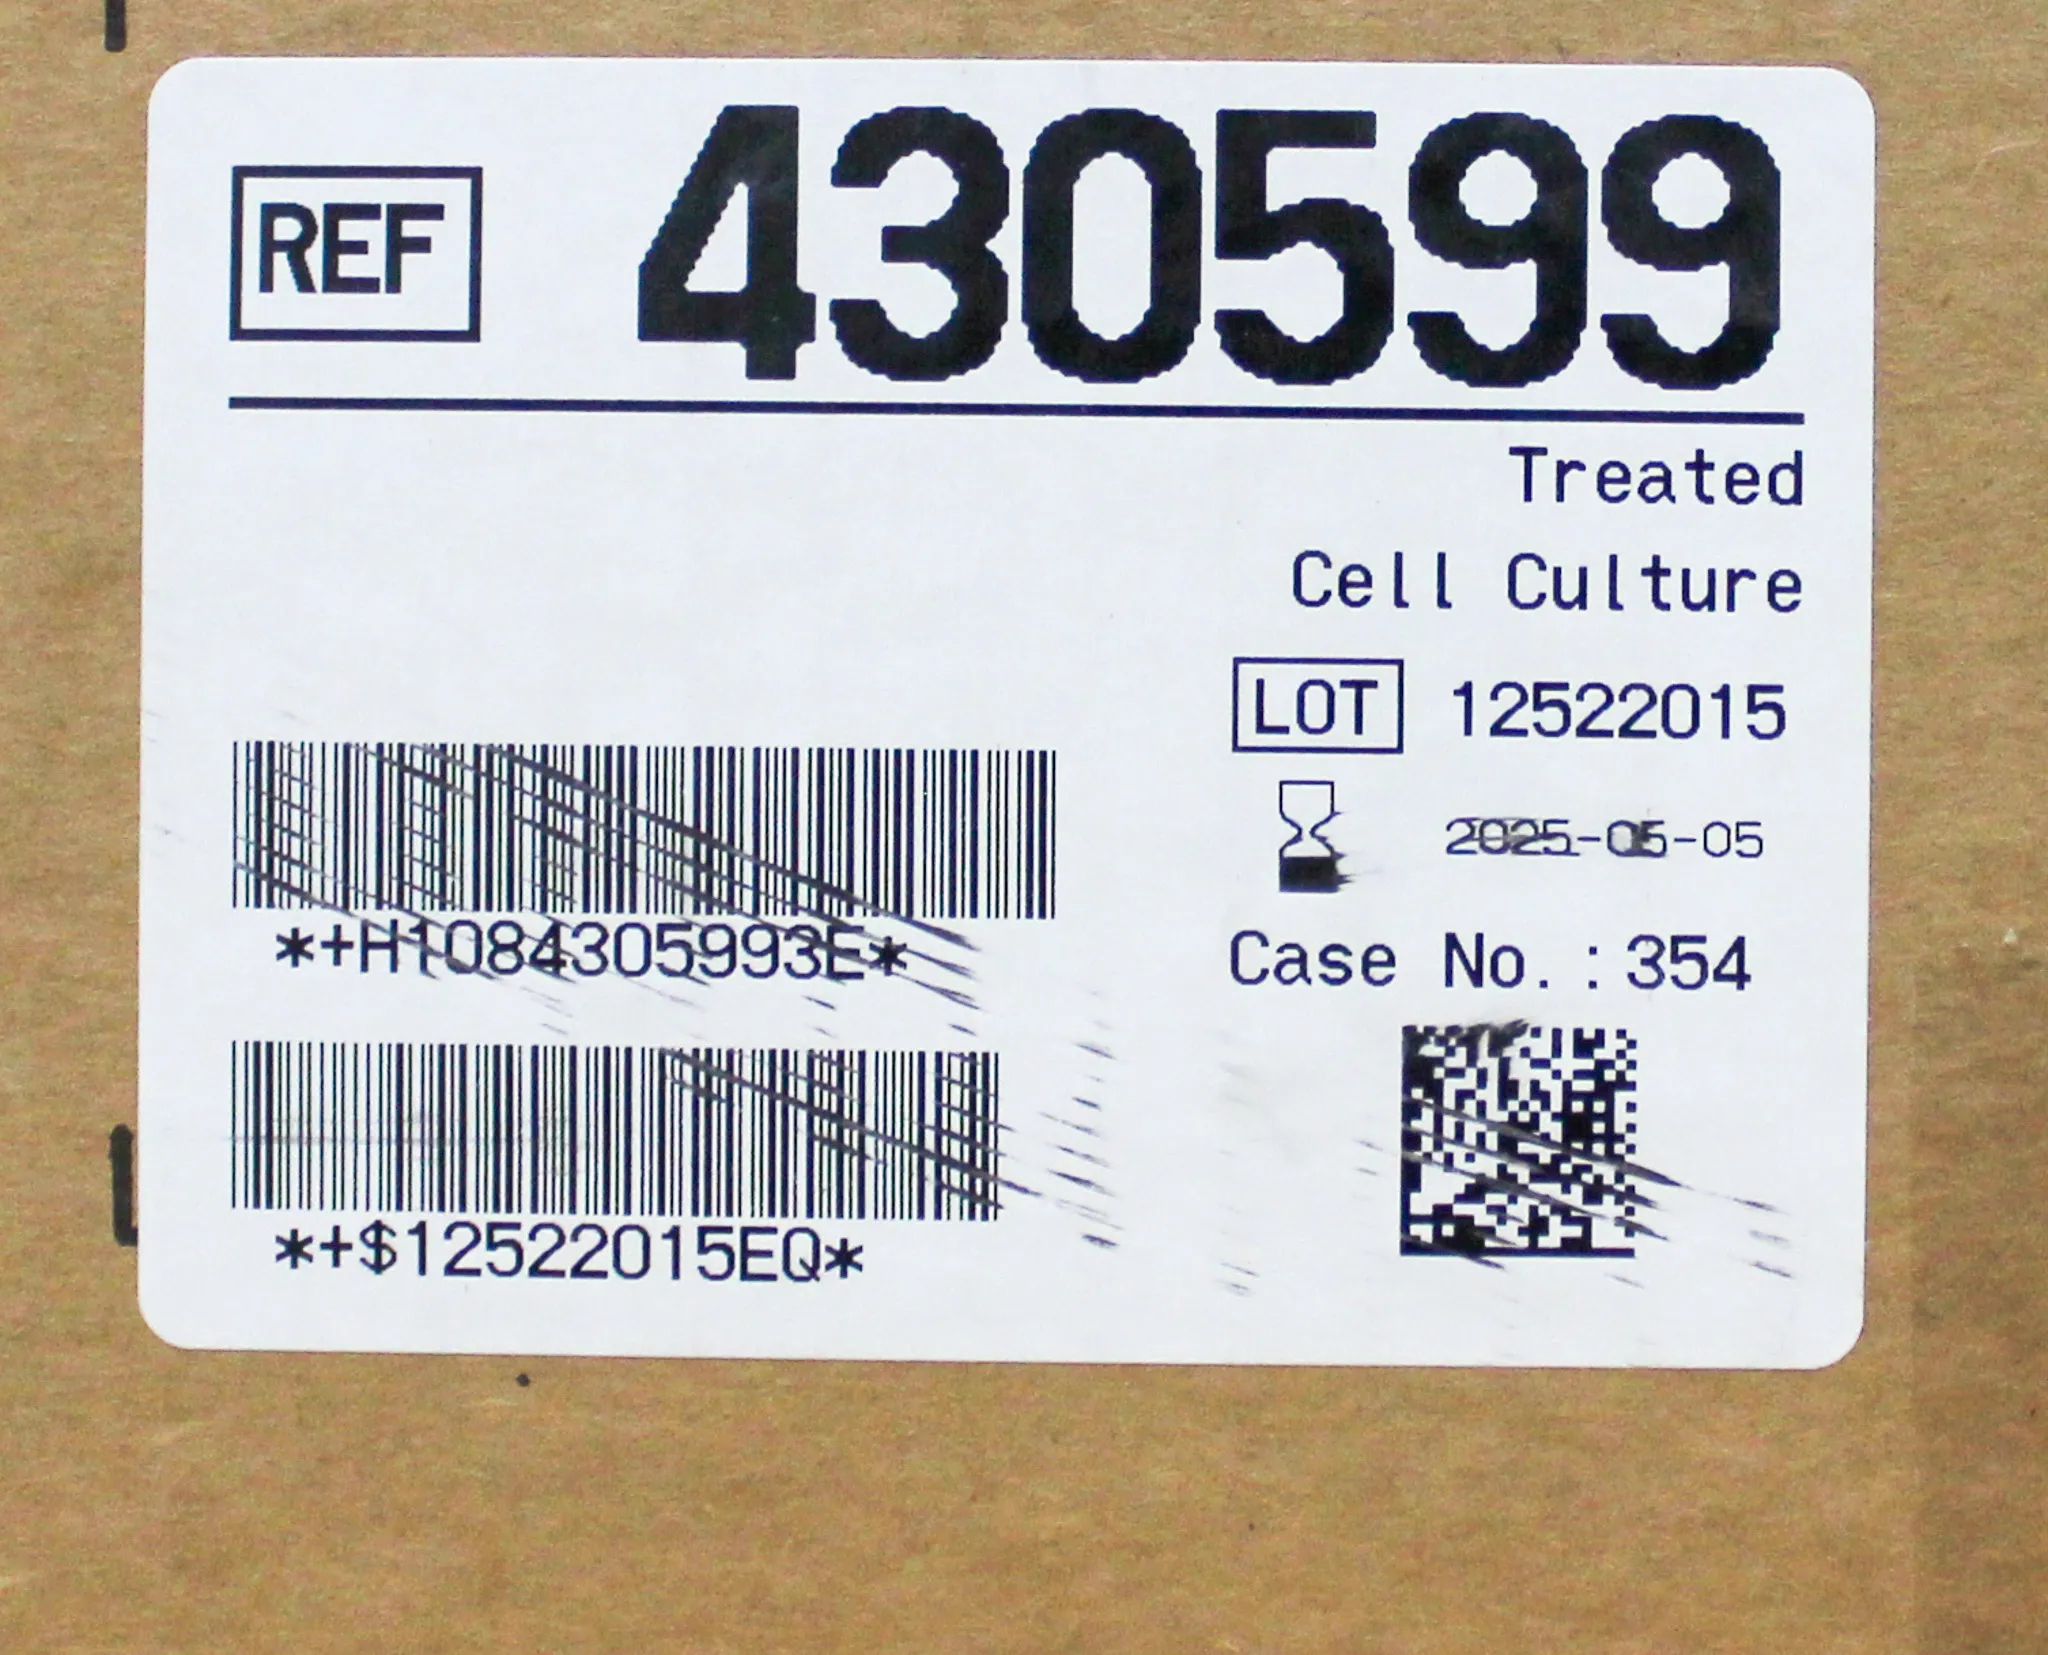 REF 430599
Treated
Cell Culture
LOT 12522015
2025-05-05
*+H1084305993E*
Case No.:354
*+$12522015EQ*